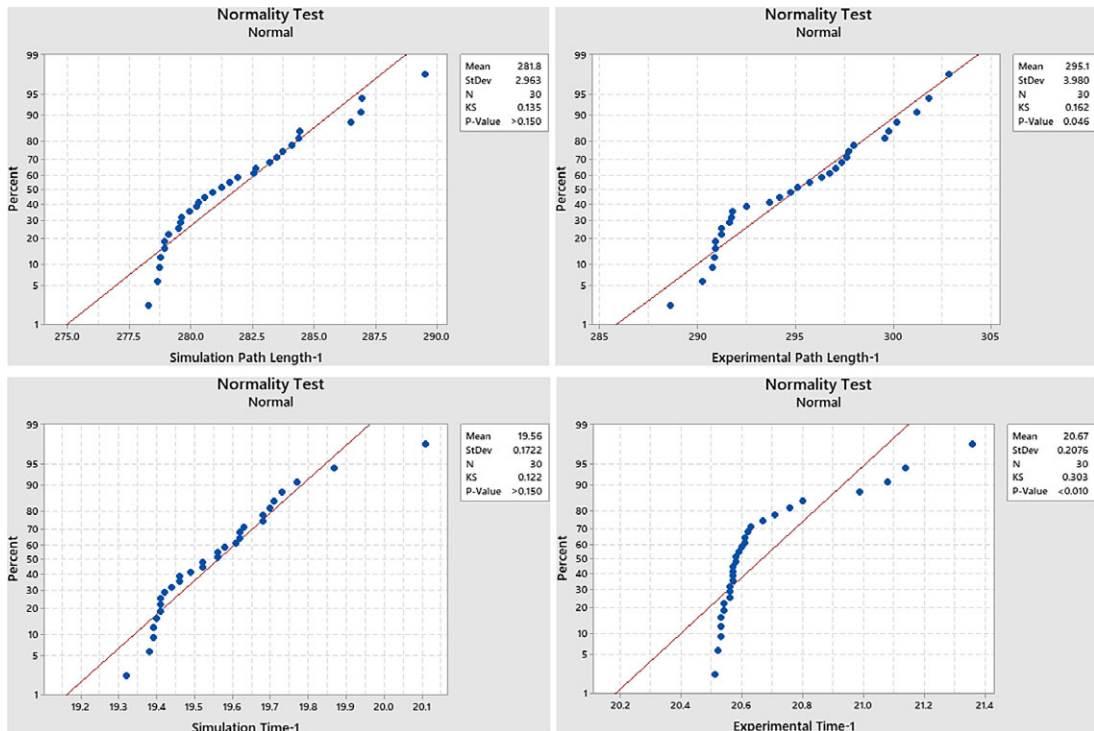 Normality Test
Normal
99
95
90
80
70
60
50
40
30
20
10
5
1
Percent
275.0 277.5 280.0 282.5 285.0 287.5 290.0
Simulation Path Length-1
Mean 281.8
StDev 2.963
N 30
KS 0.135
P-Value >0.150
Normality Test
Normal
99
95
90
80
70
60
50
40
30
20
10
5
1
Percent
285 290 295 300 305
Experimental Path Length-1
Mean 295.1
StDev 3.980
N 30
KS 0.162
P-Value 0.046
Normality Test
Normal
99
95
90
80
70
60
50
40
30
20
10
5
1
Percent
19.2 19.3 19.4 19.5 19.6 19.7 19.8 19.9 20.0 20.1
Simulation Time-1
Mean 19.56
StDev 0.1722
N 30
KS 0.122
P-Value >0.150
Normality Test
Normal
99
95
90
80
70
60
50
40
30
20
10
5
1
Percent
20.2 20.4 20.6 20.8 21.0 21.2 21.4
Experimental Time-1
Mean 20.67
StDev 0.2076
N 30
KS 0.303
P-Value <0.010